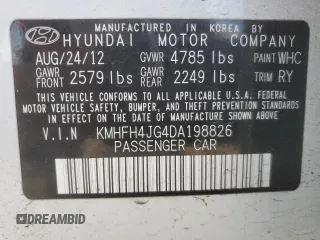 MANUFACTURED IN KOREA BY
HYUNDAI MOTOR COMPANY
AUG/24/12 GVWR 4785 lbs PAINT WHC
GAWR FRONT 2579 lbs GAWR REAR 2249 lbs TRIM RY
THIS VEHICLE CONFORMS TO ALL APPLICABLE U.S.A. FEDERAL
MOTOR VEHICLE SAFETY, BUMPER, AND THEFT PREVENTION STANDARDS
IN EFFECT ON THE DATE OF MANUFACTURE SHOWN ABOVE.
V.I.N KMHFH4JG4DA198826
PASSENGER CAR
DREAMBID